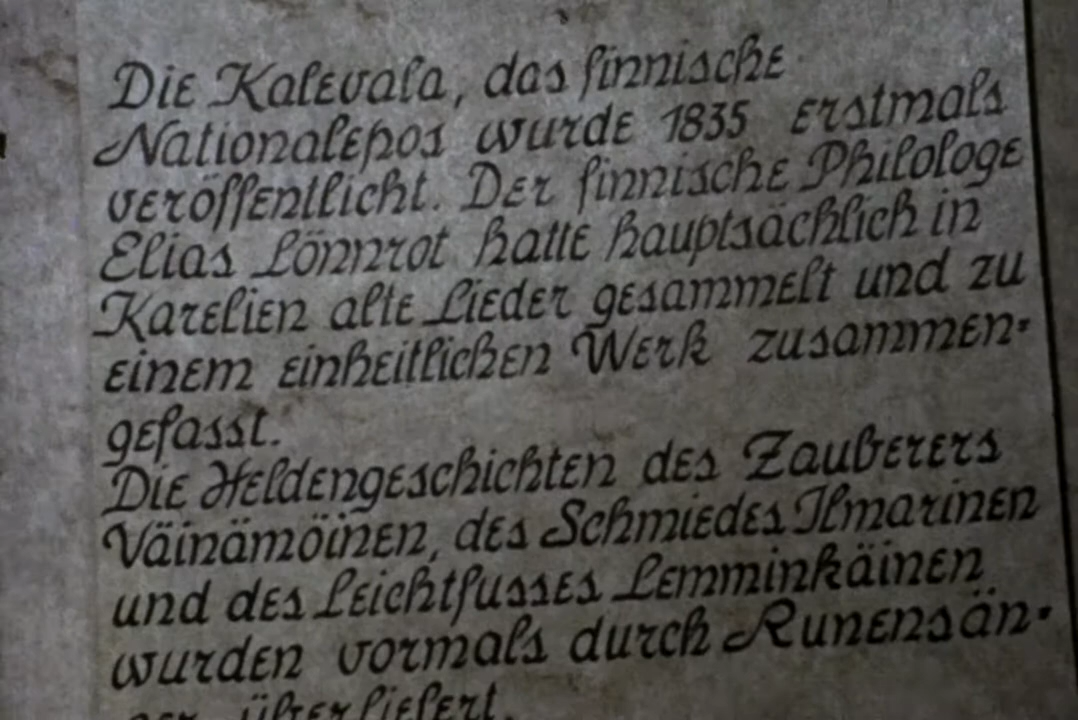 Die Kalevala, das finnische
Nationalepos wurde 1835 erstmals
veröffentlicht. Der finnische Philologe
Elias Lönnrot hatte hauptsächlich in
Karelien alte Lieder gesammelt und zu
einem einheitlichen Werk zusammen-
gefasst.
Die Heldengeschichten des Zauberers
Väinämöinen, des Schmiedes Ilmarinen
und des Leichtfusses Lemminkäinen
wurden vormals durch Runensän-
ger überliefert.